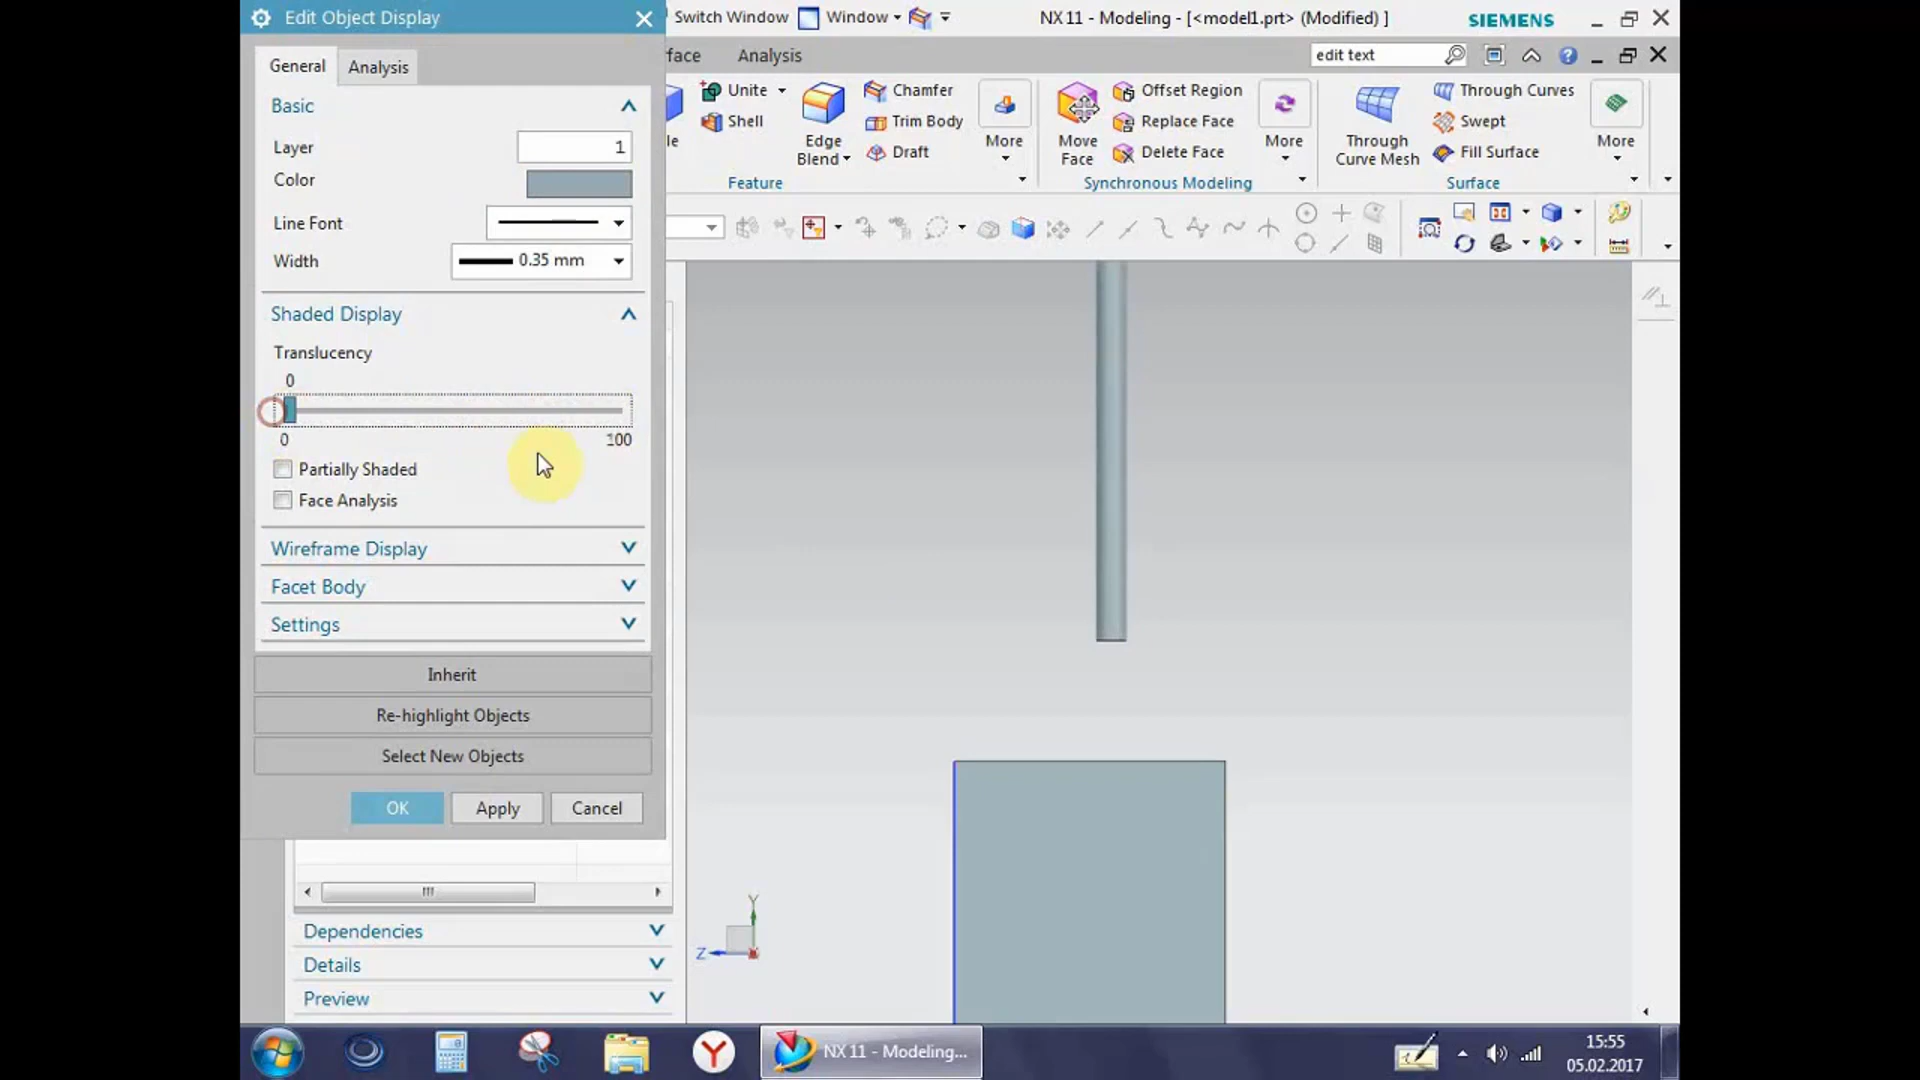 Edit Object Display
Switch Window
Window
NX 11 - Modeling - [<model1.prt> (Modified) ]
SIEMENS
General
Analysis
Analysis
edit text
Basic
Layer
1
Color
Line Font
Width
0.35 mm
Unite
Shell
Edge
Blend
Chamfer
Trim Body
Draft
More
Feature
Move
Face
Offset Region
Replace Face
Delete Face
More
Synchronous Modeling
Through
Curve Mesh
Through Curves
Swept
Fill Surface
More
Surface
Shaded Display
Translucency
0
0
100
Partially Shaded
Face Analysis
Wireframe Display
Facet Body
Settings
Inherit
Re-highlight Objects
Select New Objects
OK
Apply
Cancel
Dependencies
Details
Preview
Y
Z
NX 11 - Modeling...
15:55
05.02.2017